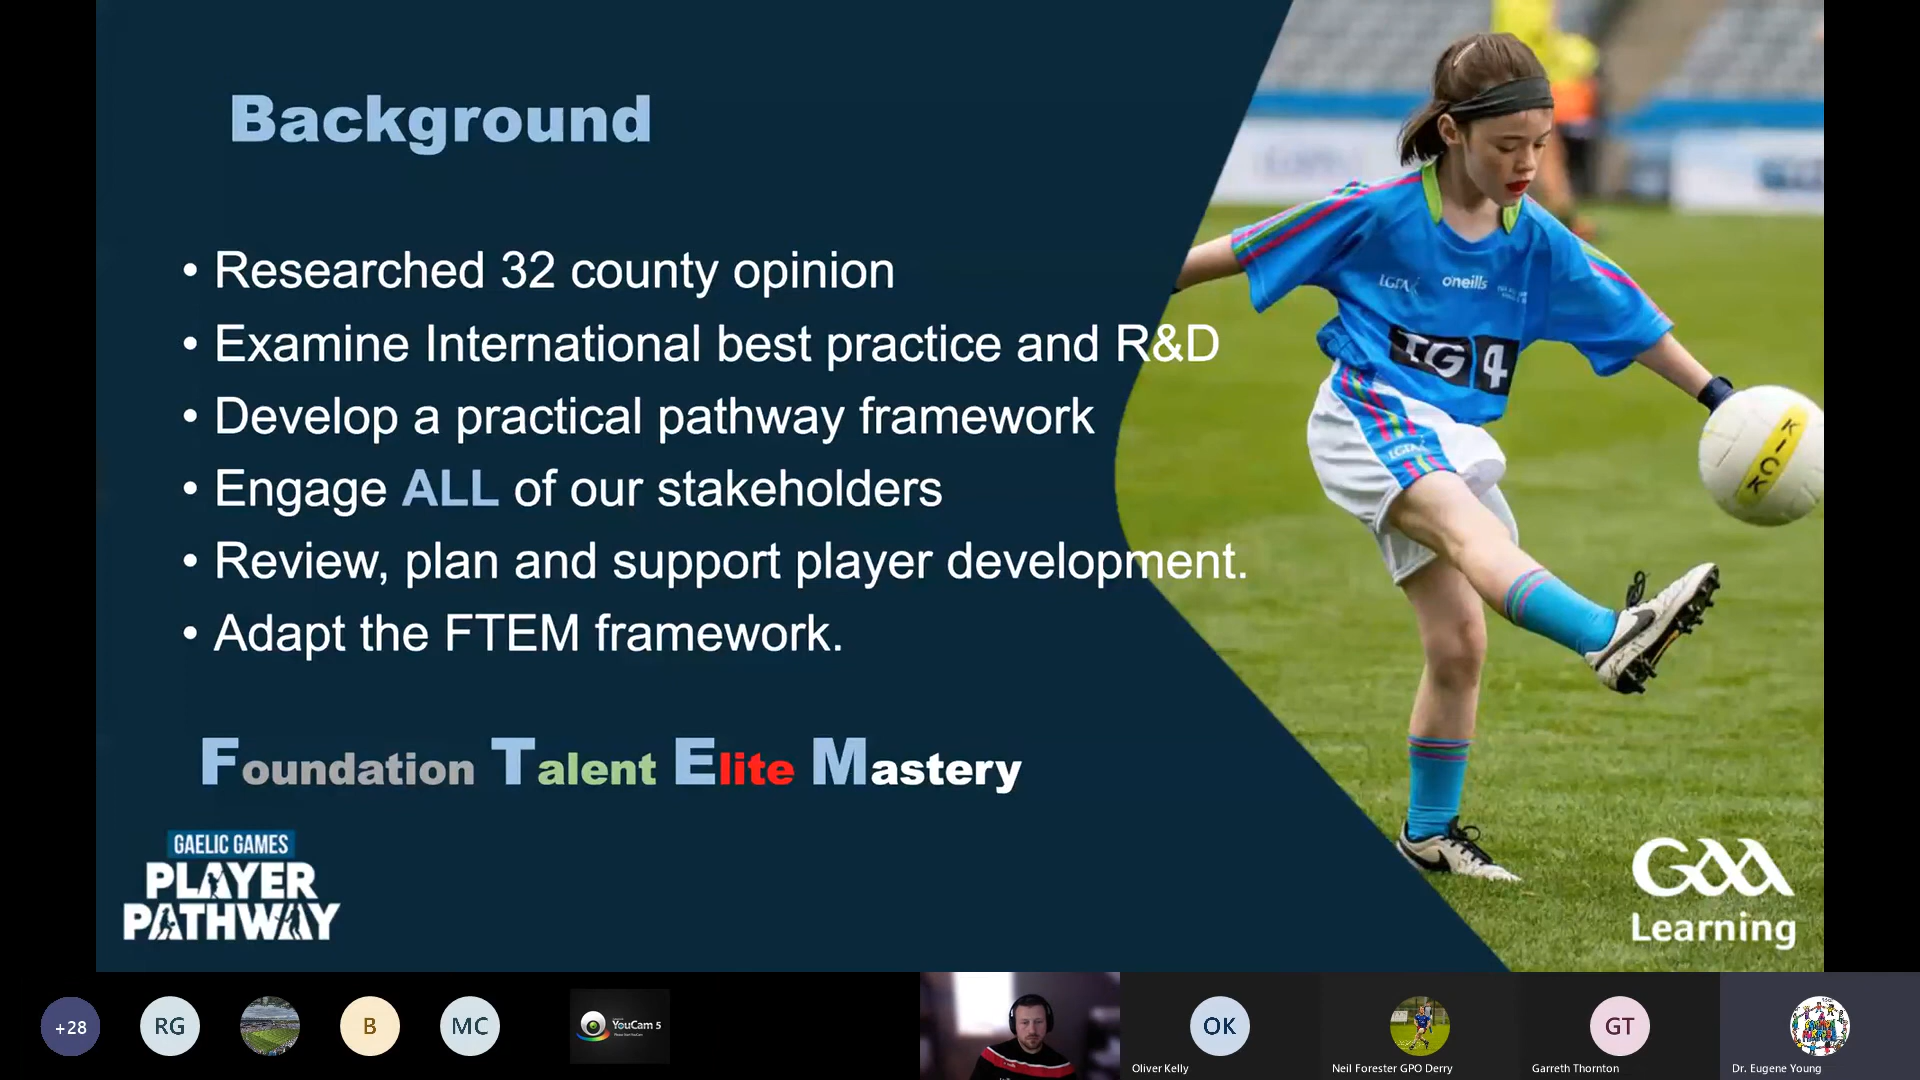 Background
• Researched 32 county opinion
• Examine International best practice and R&D
• Develop a practical pathway framework
• Engage ALL of our stakeholders
• Review, plan and support player development.
• Adapt the FTEM framework.
Foundation Talent Elite Mastery
GAELIC GAMES
PLAYER
PATHWAY
LGFA
oneills
TG4
LGFA
KICK
GAA
Learning
+28
RG
B
MC
YouCam 5
OK
GT
Oliver Kelly
Neil Forester GPO Derry
Garreth Thornton
Dr. Eugene Young